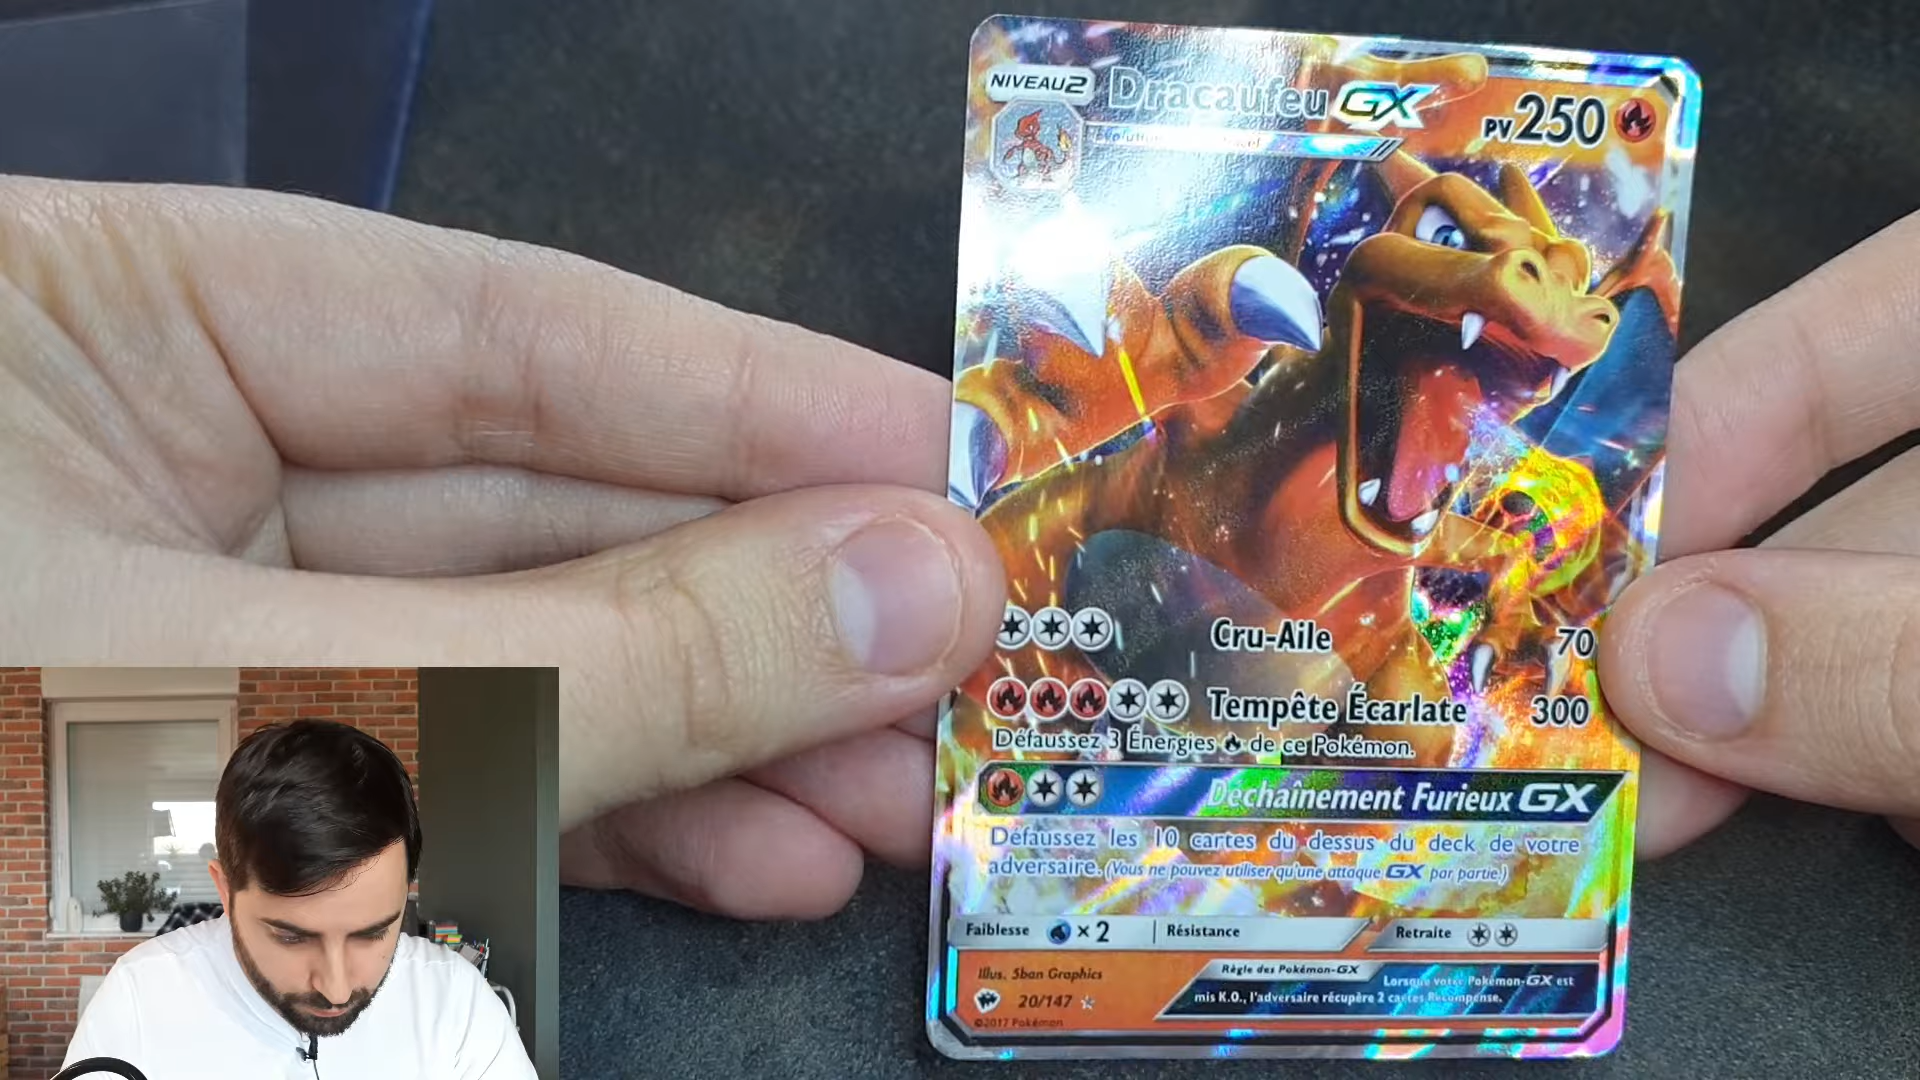 NIVEAU2 Dracaufeu GX PV250
Évolution
Cru-Aile 70
Tempête Écarlate 300
Défaussez 3 Énergies de ce Pokémon.
Déchaînement Furieux GX
Défaussez les 10 cartes du dessus du deck de votre
adversaire. (Vous ne pouvez utiliser qu'une attaque GX par partie.)
Faiblesse ×2 Résistance Retraite
Illus. 5ban Graphics
Règle des Pokémon-GX
Lorsque votre Pokémon-GX est
mis K.O., l'adversaire récupère 2 cartes Récompense.
20/147
©2017 Pokémon